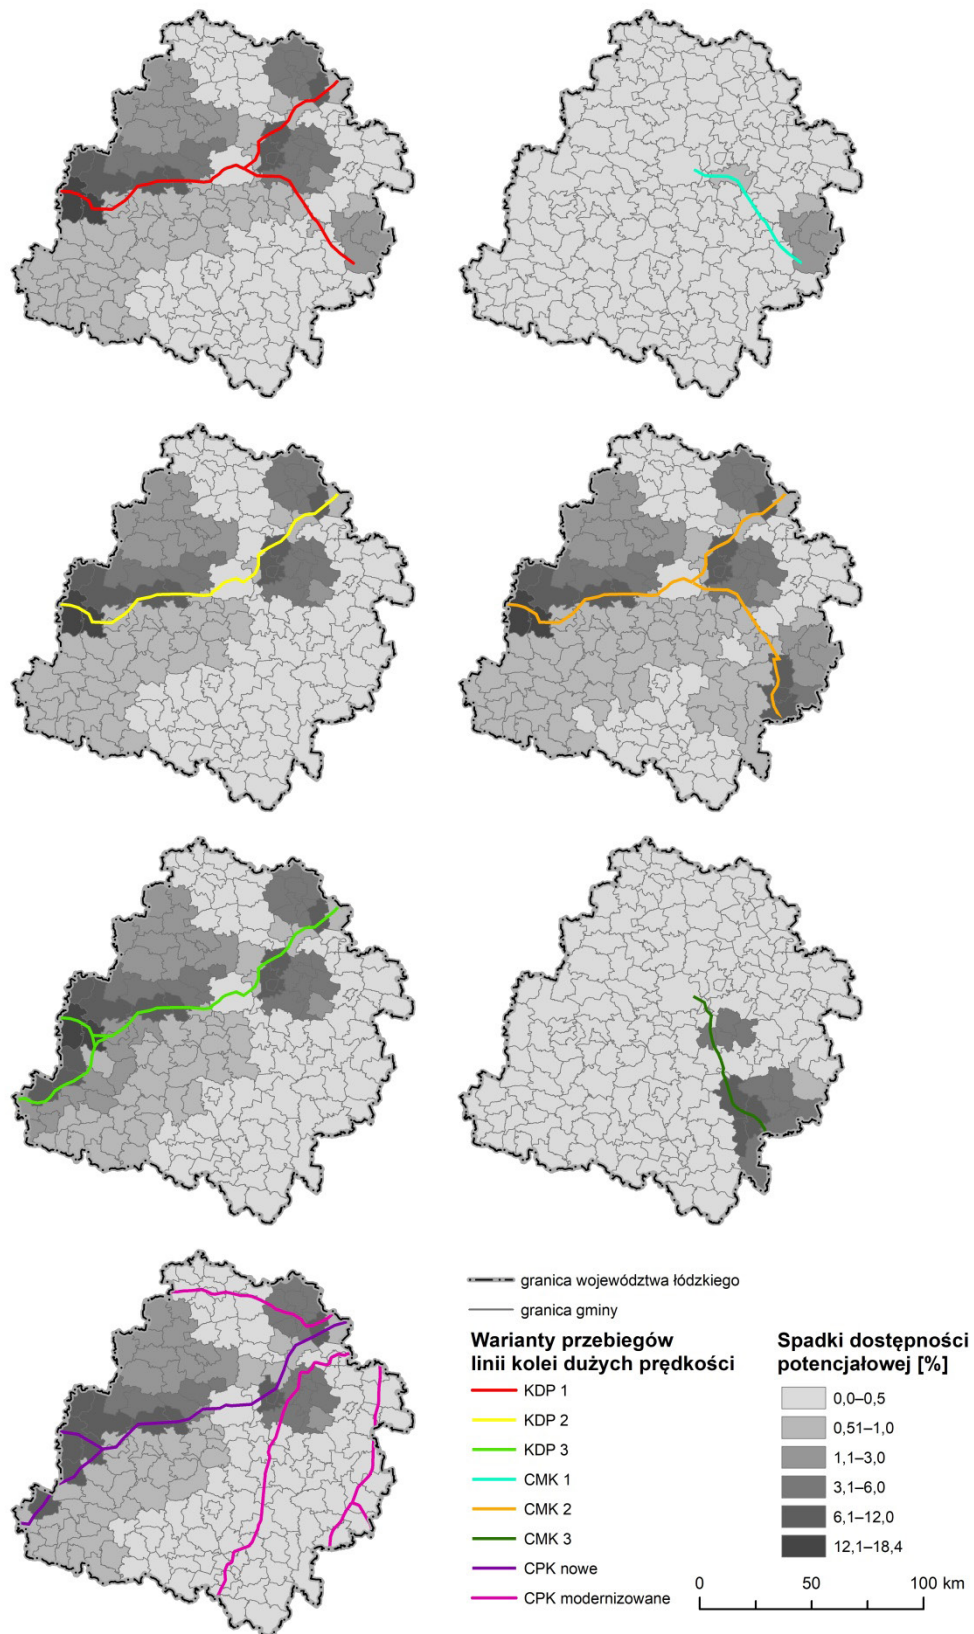 granica województwa łódzkiego
granica gminy
Warianty przebiegów
linii kolei dużych prędkości
KDP 1
KDP 2
KDP 3
CMK 1
CMK 2
CMK 3
CPK nowe
CPK modernizowane
Spadki dostępności
potencjałowej [%]
0,0–0,5
0,51–1,0
1,1–3,0
3,1–6,0
6,1–12,0
12,1–18,4
0 50 100 km